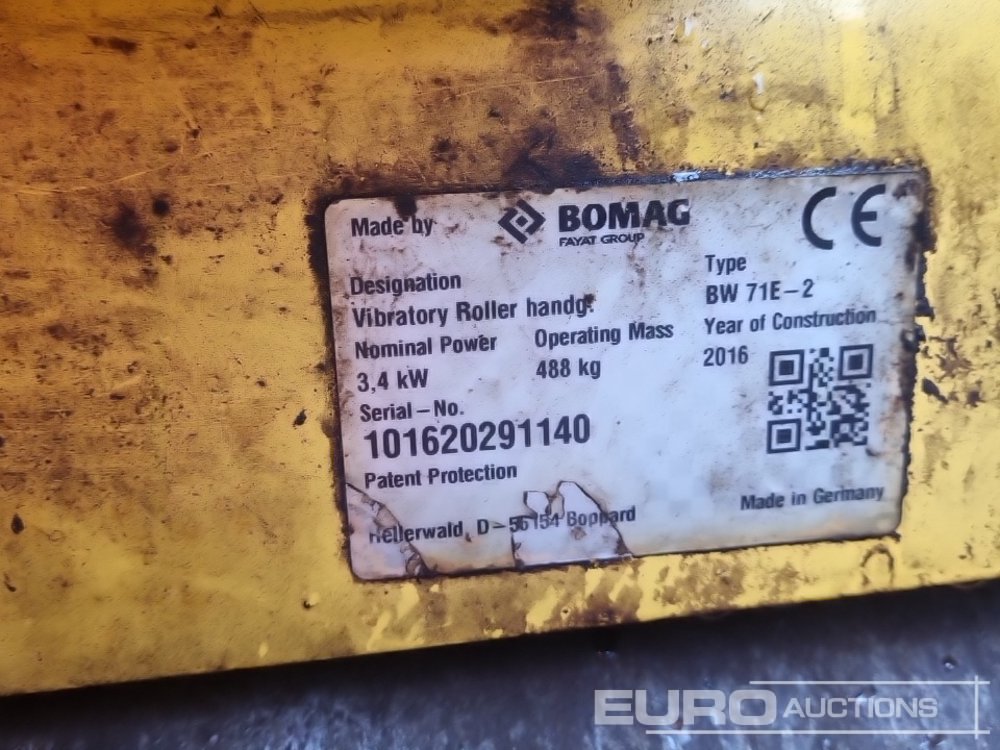 Made by
BOMAG
FAYAT GROUP
CE
Designation
Vibratory Roller handg.
Type
BW 71E-2
Nominal Power
3,4 kW
Operating Mass
488 kg
Year of Construction
2016
Serial-No.
101620291140
Patent Protection
Hellerwald, D-56154 Boppard
Made in Germany
EURO AUCTIONS